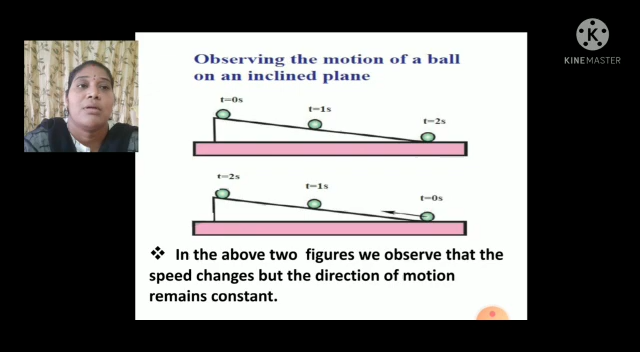 KINEMASTER
Observing the motion of a ball
on an inclined plane
t=0s
t=1s
t=2s
t=2s
t=1s
t=0s
❖ In the above two figures we observe that the
speed changes but the direction of motion
remains constant.